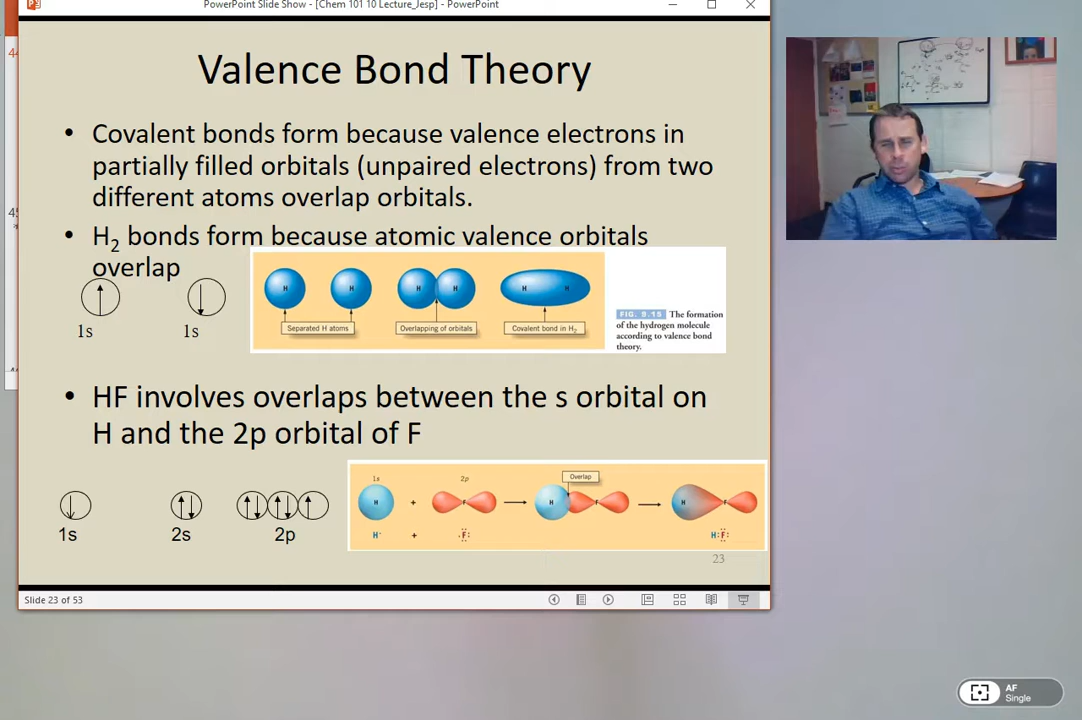 PowerPoint Slide Show - [Chem 101 10 Lecture_Jesp] - PowerPoint
Valence Bond Theory
• Covalent bonds form because valence electrons in
partially filled orbitals (unpaired electrons) from two
different atoms overlap orbitals.
• H₂ bonds form because atomic valence orbitals
overlap
1s 1s
H H H H H H
Separated H atoms Overlapping of orbitals Covalent bond in H₂
FIG. 9.15 The formation
of the hydrogen molecule
according to valence bond
theory.
• HF involves overlaps between the s orbital on
H and the 2p orbital of F
1s 2s 2p
1s 2p Overlap
H + F H F H F
H· + ·F: H:F:
23
Slide 23 of 53
AF
Single